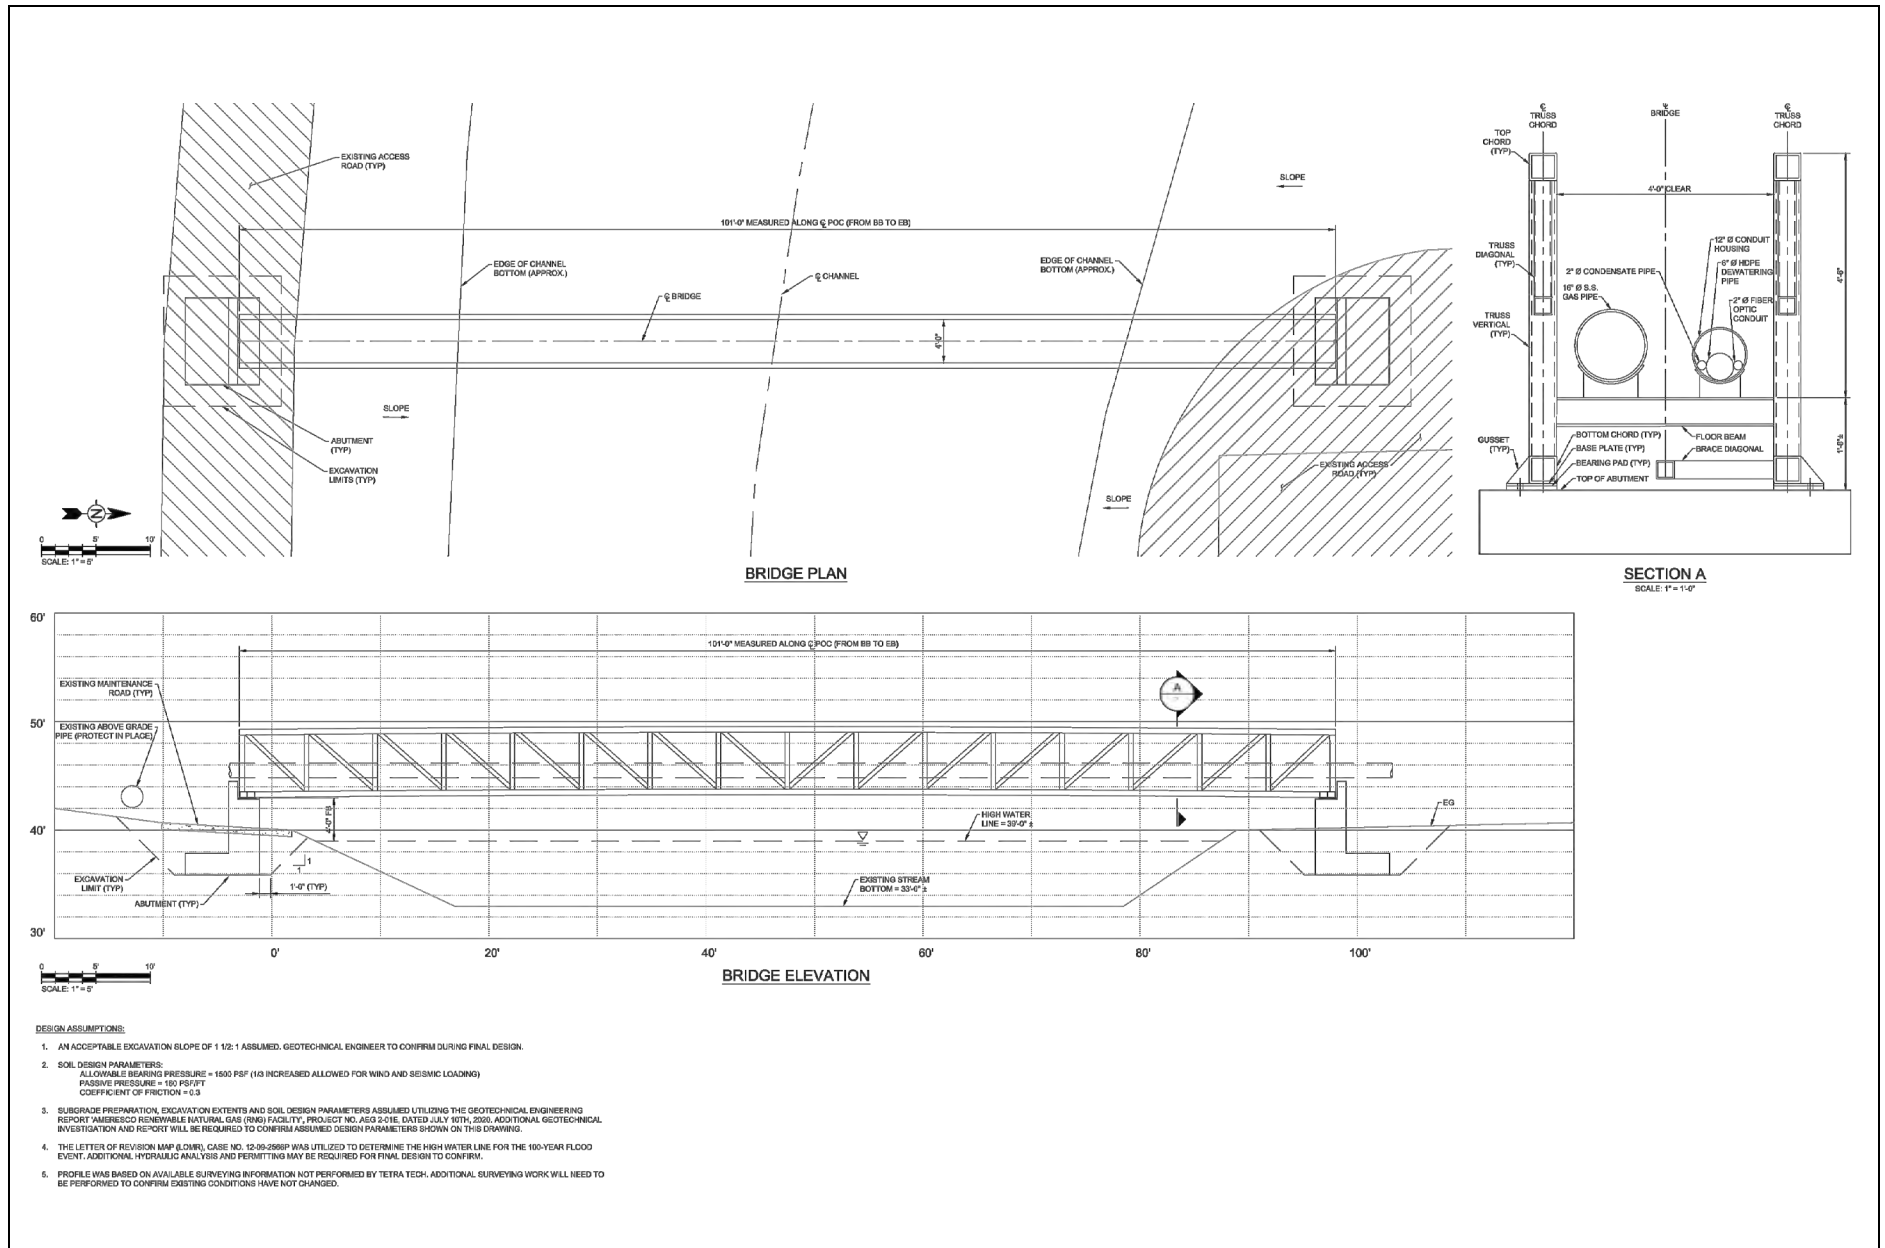 EXISTING ACCESS
ROAD (TYP)
SLOPE
101'-0" MEASURED ALONG ℄ POC (FROM BB TO EB)
EDGE OF CHANNEL
BOTTOM (APPROX.)
℄ CHANNEL
EDGE OF CHANNEL
BOTTOM (APPROX.)
℄ BRIDGE
4'-0"
SLOPE
ABUTMENT
(TYP)
EXCAVATION
LIMITS (TYP)
EXISTING ACCESS
ROAD (TYP)
SLOPE
N
0 5' 10'
SCALE: 1" = 5'
BRIDGE PLAN
℄
TRUSS
CHORD
℄
BRIDGE
℄
TRUSS
CHORD
TOP
CHORD
(TYP)
4'-0" CLEAR
TRUSS
DIAGONAL
(TYP)
12" Ø CONDUIT
HOUSING
2" Ø CONDENSATE PIPE
6" Ø HDPE
DEWATERING
PIPE
16" Ø S.S.
GAS PIPE
2" Ø FIBER
OPTIC
CONDUIT
4'-6"
TRUSS
VERTICAL
(TYP)
GUSSET
(TYP)
BOTTOM CHORD (TYP)
BASE PLATE (TYP)
BEARING PAD (TYP)
TOP OF ABUTMENT
FLOOR BEAM
BRACE DIAGONAL
SECTION A
SCALE: 1" = 1'-0"
60'
50'
40'
30'
101'-0" MEASURED ALONG ℄ POC (FROM BB TO EB)
A
EXISTING MAINTENANCE
ROAD (TYP)
EXISTING ABOVE GRADE
PIPE (PROTECT IN PLACE)
4'-0" FB
HIGH WATER
LINE = 39'-0" ±
EG
1
1
EXCAVATION
LIMIT (TYP)
1'-0" (TYP)
ABUTMENT (TYP)
EXISTING STREAM
BOTTOM = 33'-0" ±
0' 20' 40' 60' 80' 100'
0 5' 10'
SCALE: 1" = 5'
BRIDGE ELEVATION
DESIGN ASSUMPTIONS:
1. AN ACCEPTABLE EXCAVATION SLOPE OF 1 1/2: 1 ASSUMED. GEOTECHNICAL ENGINEER TO CONFIRM DURING FINAL DESIGN.
2. SOIL DESIGN PARAMETERS:
ALLOWABLE BEARING PRESSURE = 1500 PSF (1/3 INCREASED ALLOWED FOR WIND AND SEISMIC LOADING)
PASSIVE PRESSURE = 180 PSF/FT
COEFFICIENT OF FRICTION = 0.3
3. SUBGRADE PREPARATION, EXCAVATION EXTENTS AND SOIL DESIGN PARAMETERS ASSUMED UTILIZING THE GEOTECHNICAL ENGINEERING
REPORT 'AMERESCO RENEWABLE NATURAL GAS (RNG) FACILITY', PROJECT NO. AEG 2-01E, DATED JULY 10TH, 2020. ADDITIONAL GEOTECHNICAL
INVESTIGATION AND REPORT WILL BE REQUIRED TO CONFIRM ASSUMED DESIGN PARAMETERS SHOWN ON THIS DRAWING.
4. THE LETTER OF REVISION MAP (LOMR), CASE NO. 12-09-2566P WAS UTILIZED TO DETERMINE THE HIGH WATER LINE FOR THE 100-YEAR FLOOD
EVENT. ADDITIONAL HYDRAULIC ANALYSIS AND PERMITTING MAY BE REQUIRED FOR FINAL DESIGN TO CONFIRM.
5. PROFILE WAS BASED ON AVAILABLE SURVEYING INFORMATION NOT PERFORMED BY TETRA TECH. ADDITIONAL SURVEYING WORK WILL NEED TO
BE PERFORMED TO CONFIRM EXISTING CONDITIONS HAVE NOT CHANGED.